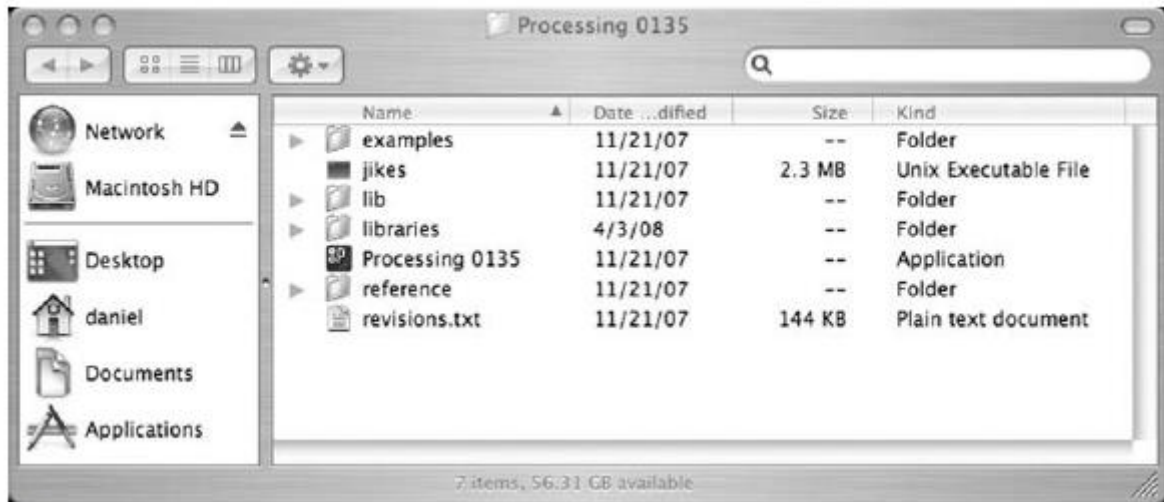 Processing 0135
Network
Macintosh HD
Desktop
daniel
Documents
Applications
Name Date ...dified Size Kind
examples 11/21/07 -- Folder
jikes 11/21/07 2.3 MB Unix Executable File
lib 11/21/07 -- Folder
libraries 4/3/08 -- Folder
Processing 0135 11/21/07 -- Application
reference 11/21/07 -- Folder
revisions.txt 11/21/07 144 KB Plain text document
7 items, 56.31 GB available